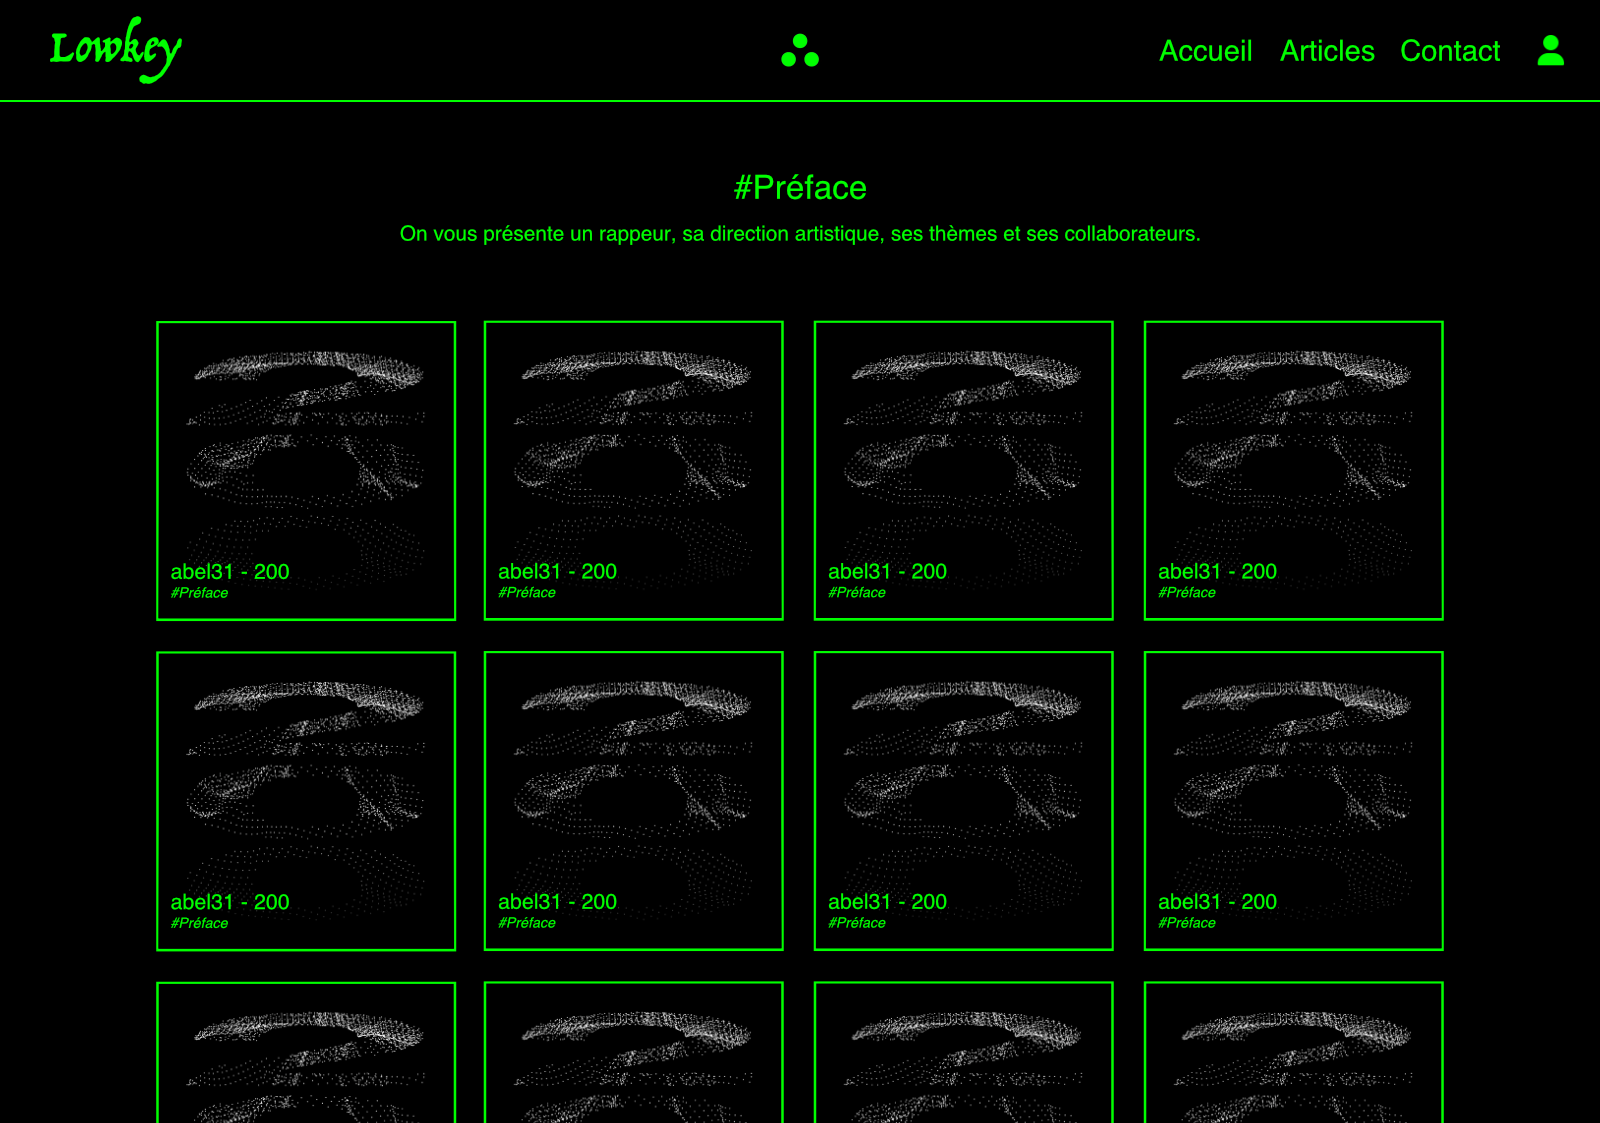 Lowkey
Accueil Articles Contact
#Préface
On vous présente un rappeur, sa direction artistique, ses thèmes et ses collaborateurs.
abel31 - 200
#Préface
abel31 - 200
#Préface
abel31 - 200
#Préface
abel31 - 200
#Préface
abel31 - 200
#Préface
abel31 - 200
#Préface
abel31 - 200
#Préface
abel31 - 200
#Préface